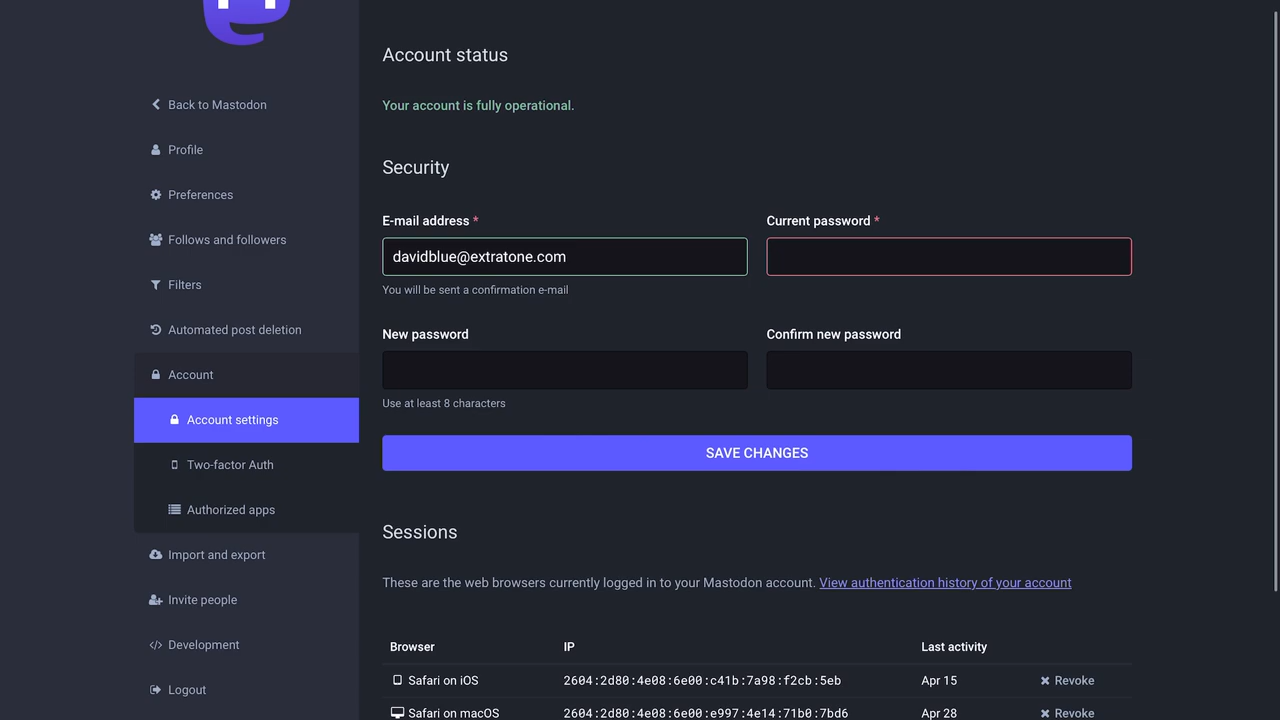 Back to Mastodon
Profile
Preferences
Follows and followers
Filters
Automated post deletion
Account
Account settings
Two-factor Auth
Authorized apps
Import and export
Invite people
Development
Logout
Account status
Your account is fully operational.
Security
E-mail address *
Current password *
davidblue@extratone.com
You will be sent a confirmation e-mail
New password
Confirm new password
Use at least 8 characters
SAVE CHANGES
Sessions
These are the web browsers currently logged in to your Mastodon account. View authentication history of your account
Browser IP Last activity
Safari on iOS 2604:2d80:4e08:6e00:c41b:7a98:f2cb:5eb Apr 15 Revoke
Safari on macOS 2604:2d80:4e08:6e00:e997:4e14:71b0:7bd6 Apr 28 Revoke